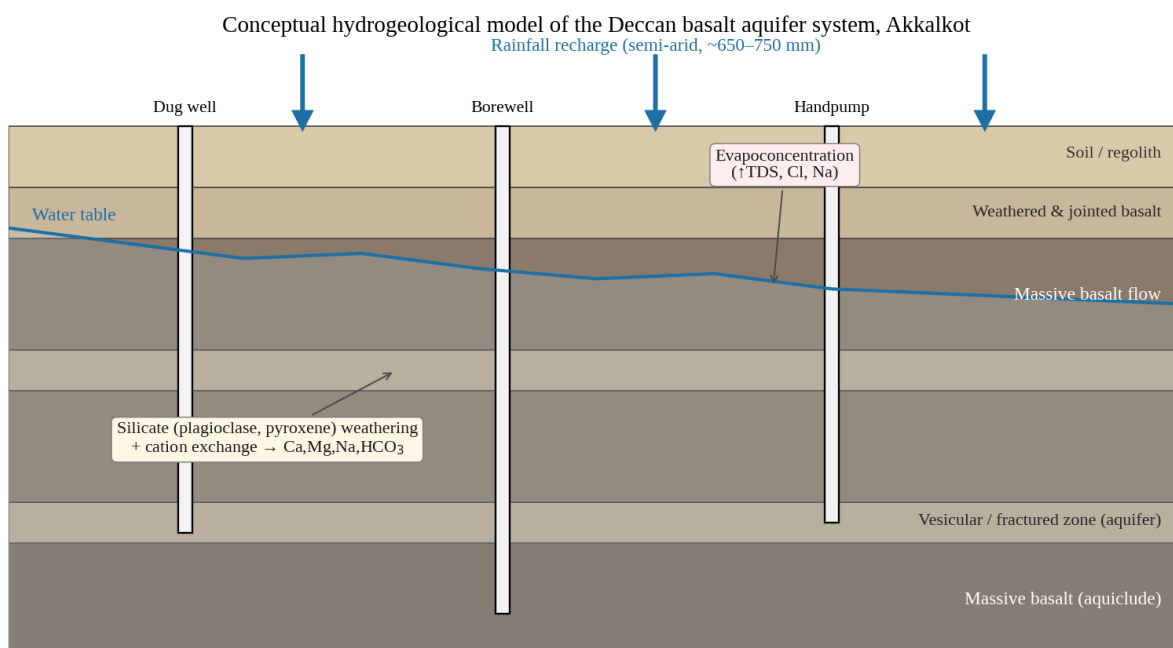 Conceptual hydrogeological model of the Deccan basalt aquifer system, Akkalkot
Rainfall recharge (semi-arid, ~650–750 mm)
Dug well
Borewell
Handpump
Evapoconcentration
(↑TDS, Cl, Na)
Soil / regolith
Weathered & jointed basalt
Water table
Massive basalt flow
Silicate (plagioclase, pyroxene) weathering
+ cation exchange → Ca,Mg,Na,HCO₃
Vesicular / fractured zone (aquifer)
Massive basalt (aquiclude)